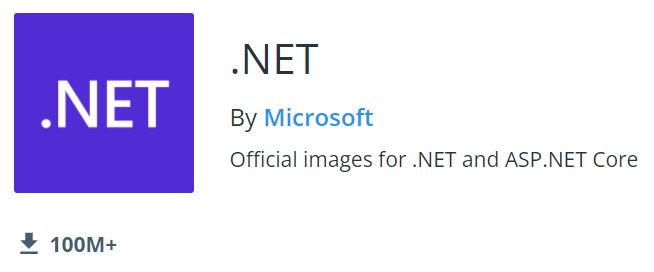 .NET
.NET
By Microsoft
Official images for .NET and ASP.NET Core
100M+